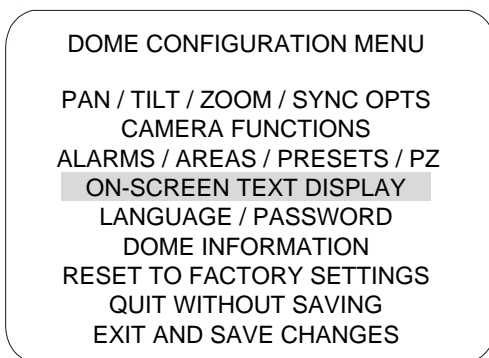 DOME CONFIGURATION MENU
PAN / TILT / ZOOM / SYNC OPTS
CAMERA FUNCTIONS
ALARMS / AREAS / PRESETS / PZ
ON-SCREEN TEXT DISPLAY
LANGUAGE / PASSWORD
DOME INFORMATION
RESET TO FACTORY SETTINGS
QUIT WITHOUT SAVING
EXIT AND SAVE CHANGES